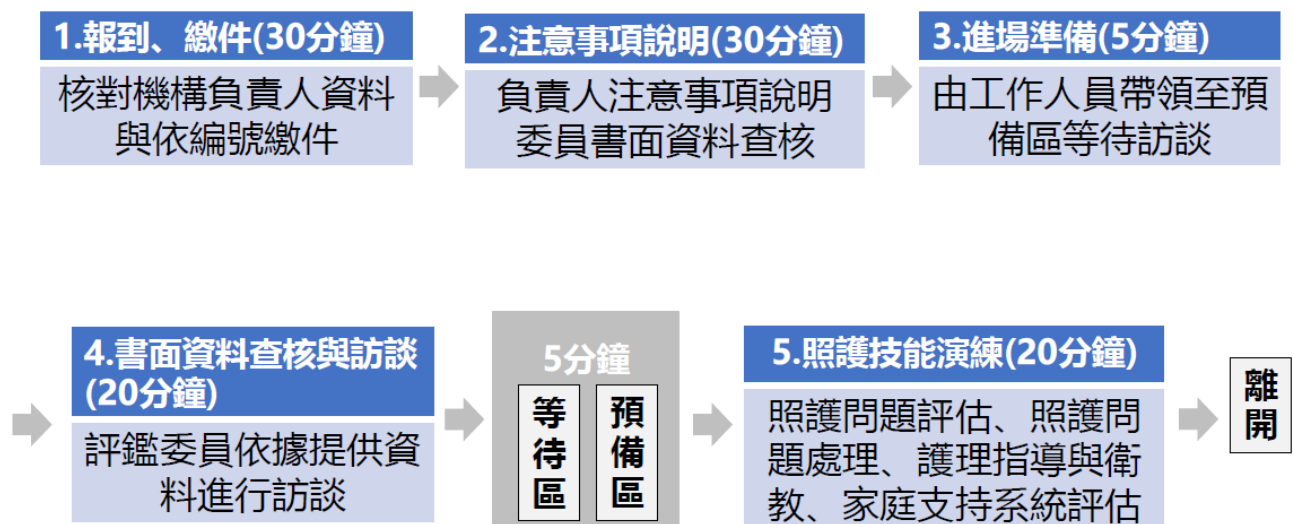 1.報到、繳件(30分鐘)
核對機構負責人資料
與依編號繳件
2.注意事項說明(30分鐘)
負責人注意事項說明
委員書面資料查核
3.進場準備(5分鐘)
由工作人員帶領至預
備區等待訪談
4.書面資料查核與訪談
(20分鐘)
評鑑委員依據提供資
料進行訪談
5分鐘
等待區
預備區
5.照護技能演練(20分鐘)
照護問題評估、照護問
題處理、護理指導與衛
教、家庭支持系統評估
離開